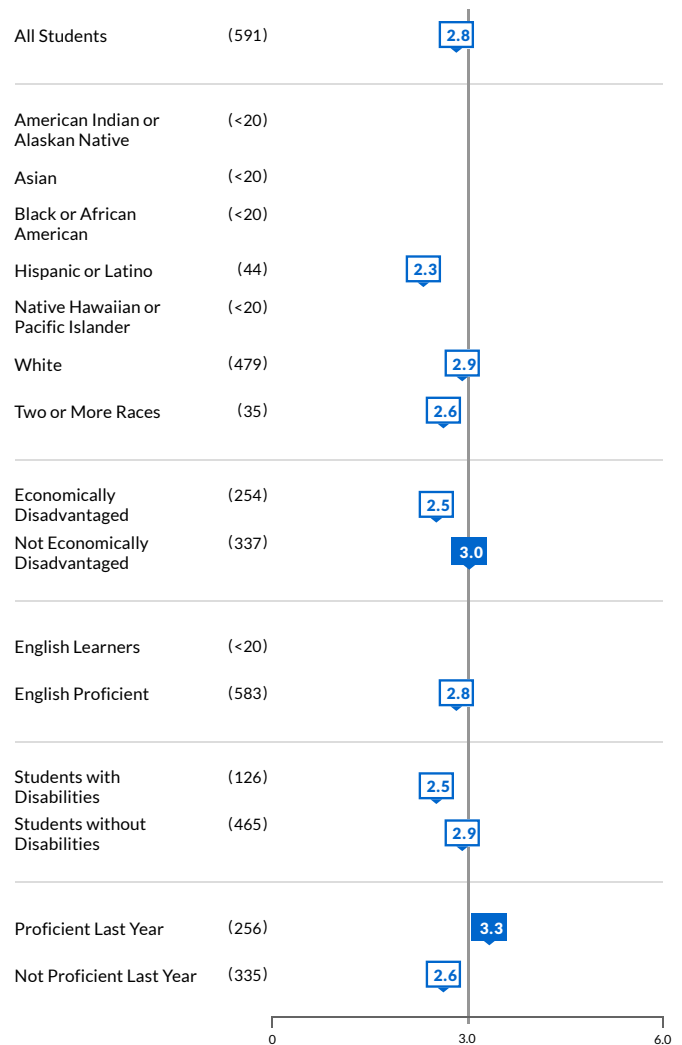 All Students (591) 2.8
American Indian or (<20)
Alaskan Native
Asian (<20)
Black or African (<20)
American
Hispanic or Latino (44) 2.3
Native Hawaiian or (<20)
Pacific Islander
White (479) 2.9
Two or More Races (35) 2.6
Economically (254) 2.5
Disadvantaged
Not Economically (337) 3.0
Disadvantaged
English Learners (<20)
English Proficient (583) 2.8
Students with (126) 2.5
Disabilities
Students without (465) 2.9
Disabilities
Proficient Last Year (256) 3.3
Not Proficient Last Year (335) 2.6
0 3.0 6.0